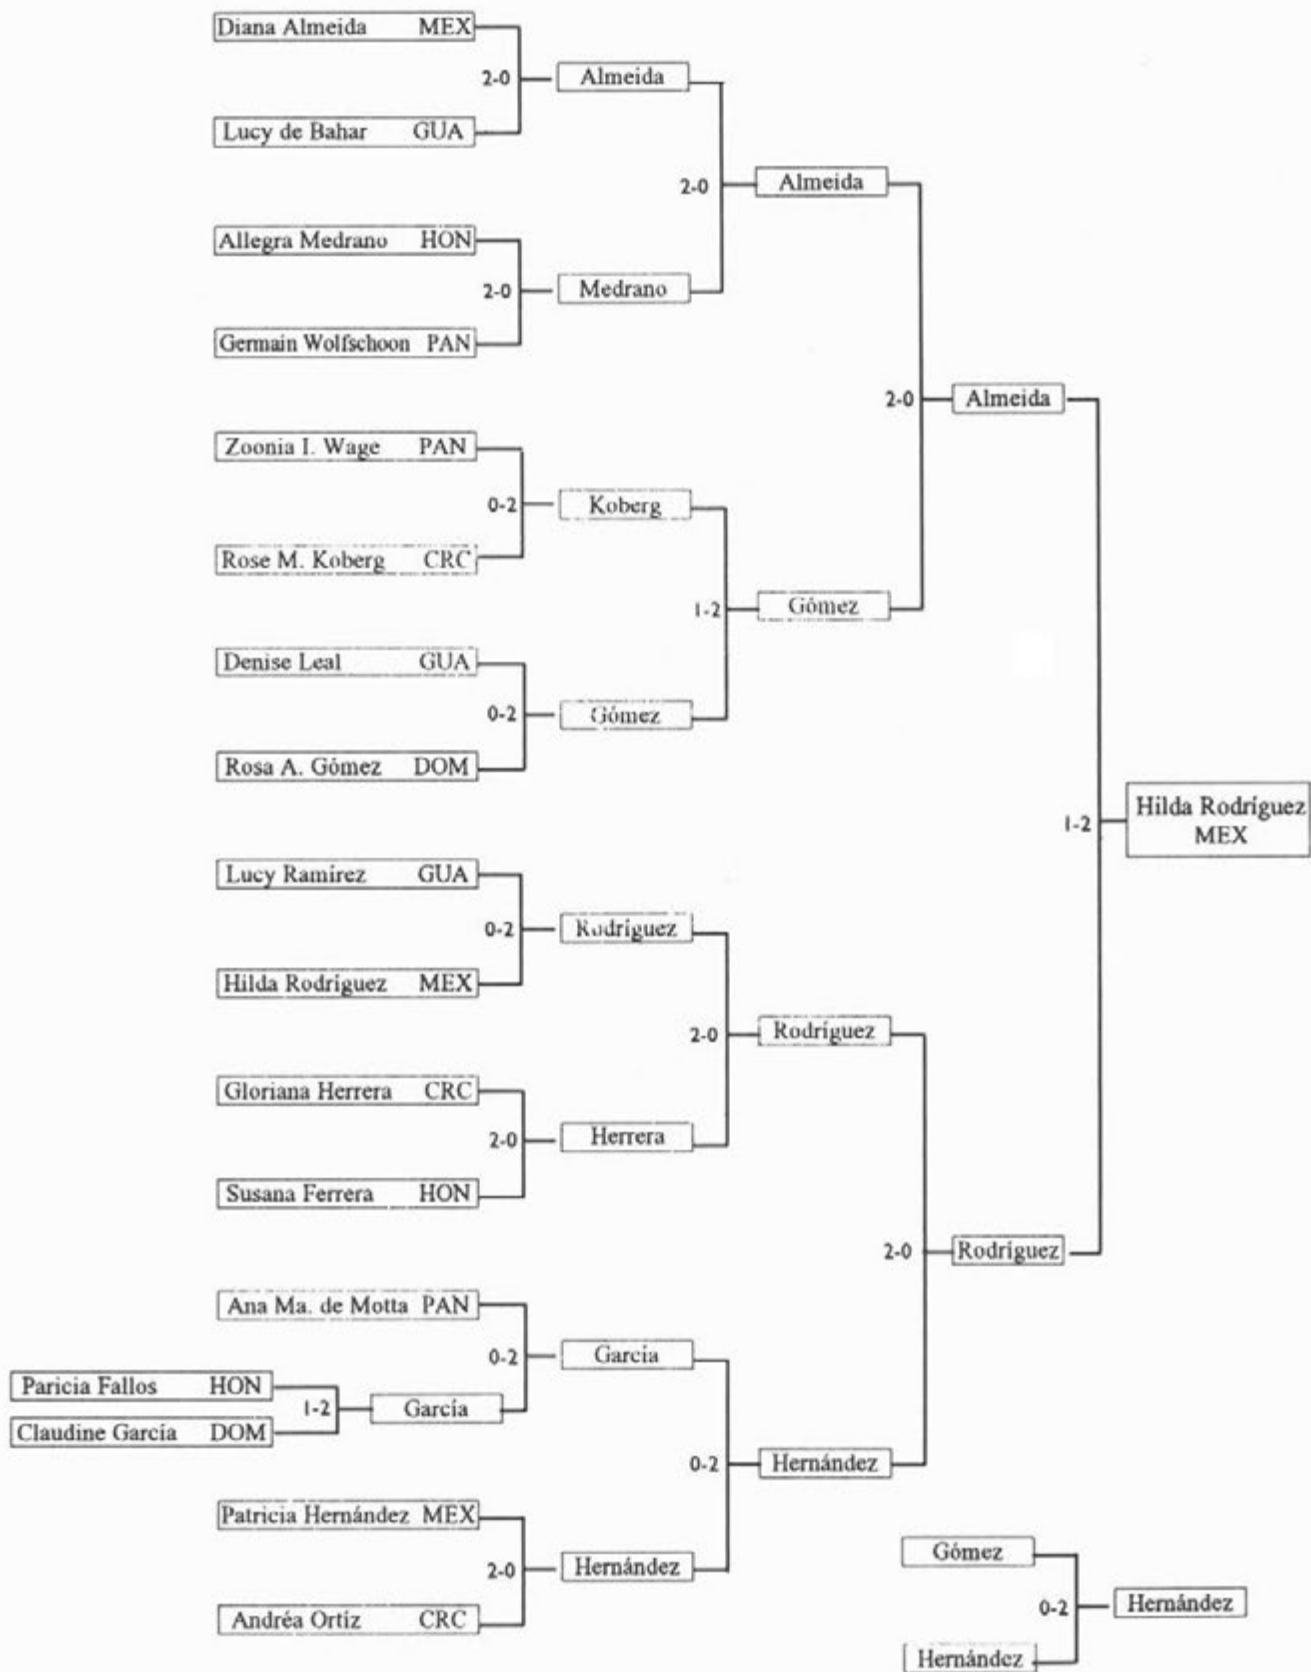 Diana Almeida MEX
2-0
Almeida
Lucy de Bahar GUA
2-0
Almeida
Allegra Medrano HON
2-0
Medrano
Germain Wolfschoon PAN
2-0
Almeida
Zoonia I. Wage PAN
0-2
Koberg
Rose M. Koberg CRC
1-2
Gómez
Denise Leal GUA
0-2
Gómez
Rosa A. Gómez DOM
1-2
Hilda Rodríguez
MEX
Lucy Ramírez GUA
0-2
Rodríguez
Hilda Rodríguez MEX
2-0
Rodríguez
Gloriana Herrera CRC
2-0
Herrera
Susana Ferrera HON
2-0
Rodríguez
Ana Ma. de Motta PAN
0-2
García
Paricia Fallos HON
1-2
García
Claudine García DOM
0-2
Hernández
Patricia Hernández MEX
2-0
Hernández
Andréa Ortíz CRC
Gómez
0-2
Hernández
Hernández